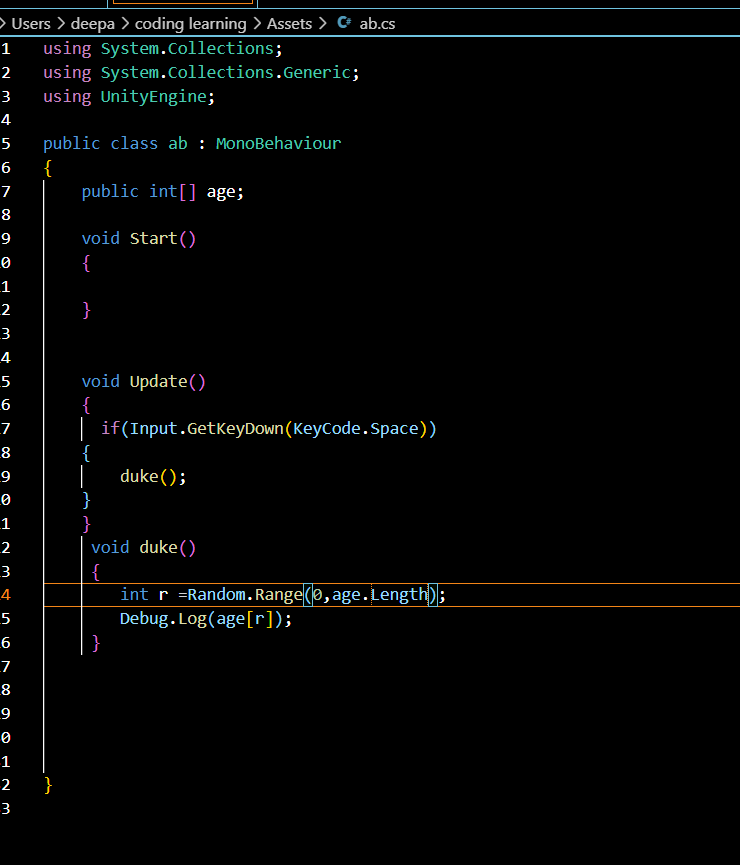 > Users > deepa > coding learning > Assets > C# ab.cs
1 using System.Collections;
2 using System.Collections.Generic;
3 using UnityEngine;
4
5 public class ab : MonoBehaviour
6 {
7 public int[] age;
8
9 void Start()
0 {
1
2 }
3
4
5 void Update()
6 {
7 if(Input.GetKeyDown(KeyCode.Space))
8 {
9 duke();
0 }
1 }
2 void duke()
3 {
4 int r =Random.Range(0,age.Length);
5 Debug.Log(age[r]);
6 }
7
8
9
0
1
2 }
3